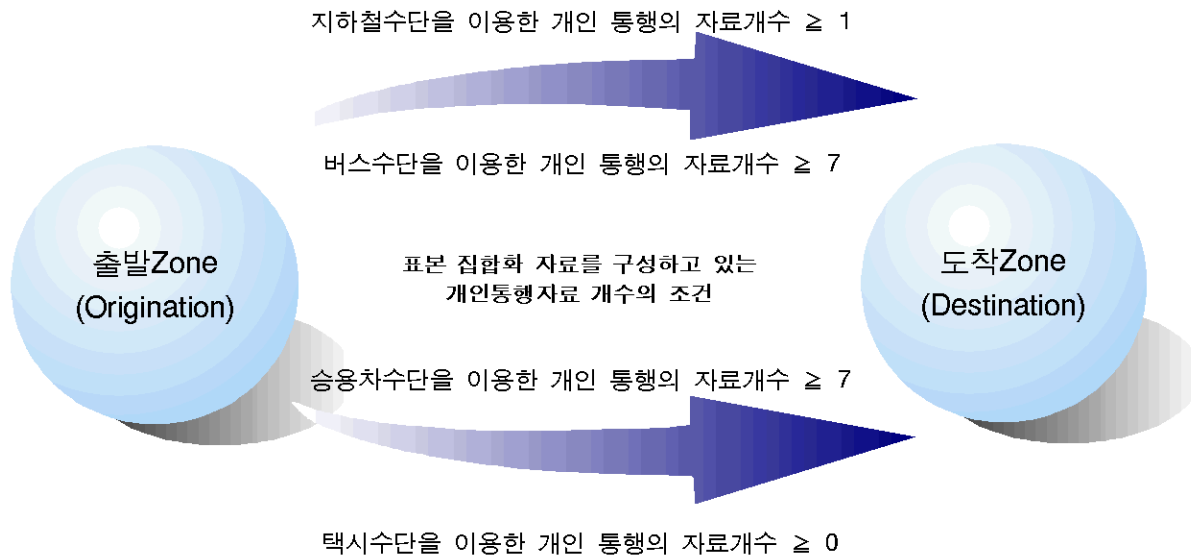 지하철수단을 이용한 개인 통행의 자료개수 ≧ 1
버스수단을 이용한 개인 통행의 자료개수 ≧ 7
출발Zone
(Origination)
표본 집합화 자료를 구성하고 있는
개인통행자료 개수의 조건
도착Zone
(Destination)
승용차수단을 이용한 개인 통행의 자료개수 ≧ 7
택시수단을 이용한 개인 통행의 자료개수 ≧ 0